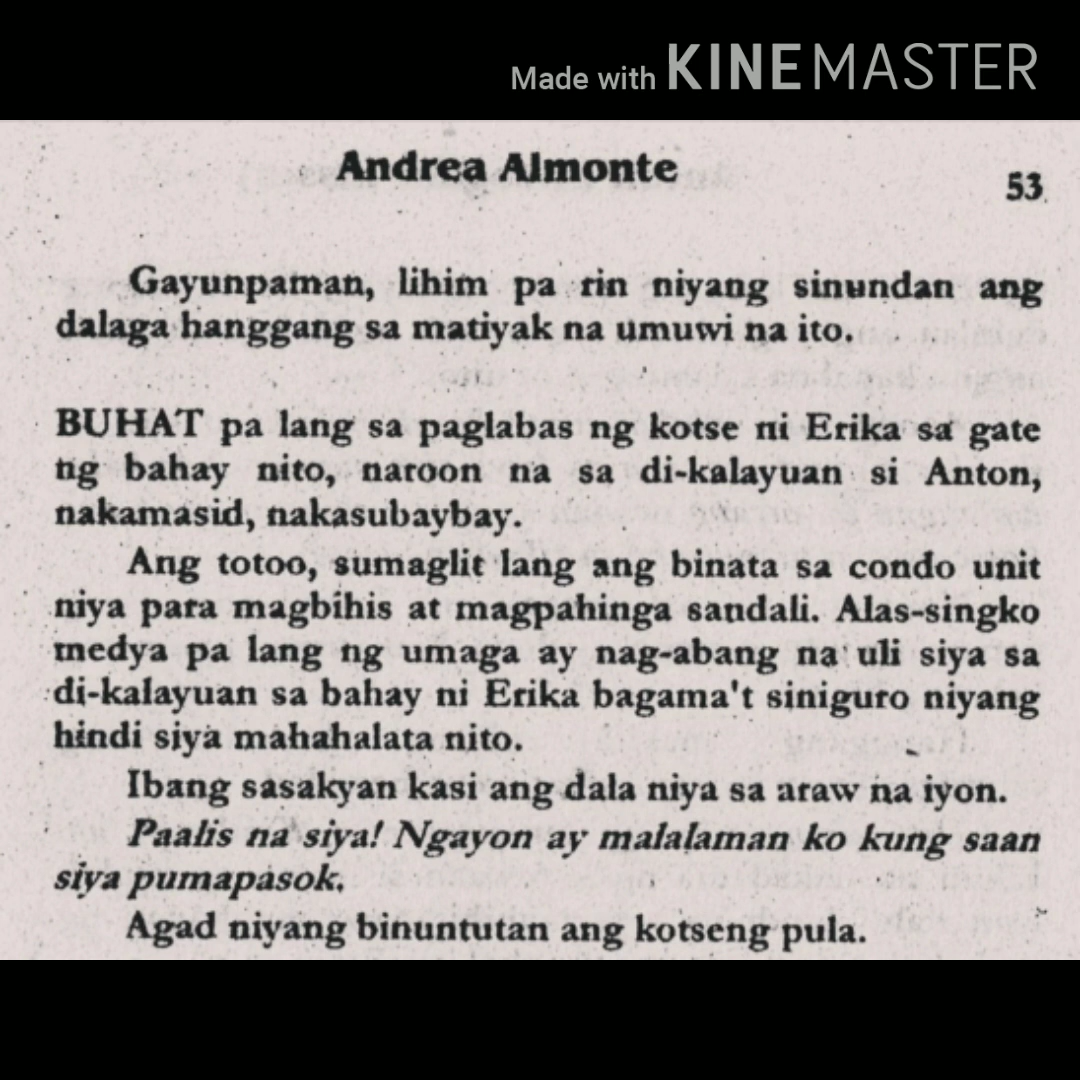 Made with KINEMASTER
Andrea Almonte
53
Gayunpaman, lihim pa rin niyang sinundan ang
dalaga hanggang sa matiyak na umuwi na ito.
BUHAT pa lang sa paglabas ng kotse ni Erika sa gate
ng bahay nito, naroon na sa di-kalayuan si Anton,
nakamasid, nakasubaybay.
Ang totoo, sumaglit lang ang binata sa condo unit
niya para magbihis at magpahinga sandali. Alas-singko
medya pa lang ng umaga ay nag-abang na uli siya sa
di-kalayuan sa bahay ni Erika bagama't siniguro niyang
hindi siya mahahalata nito.
Ibang sasakyan kasi ang dala niya sa araw na iyon.
Paalis na siya! Ngayon ay malalaman ko kung saan
siya pumapasok.
Agad niyang binuntutan ang kotseng pula.